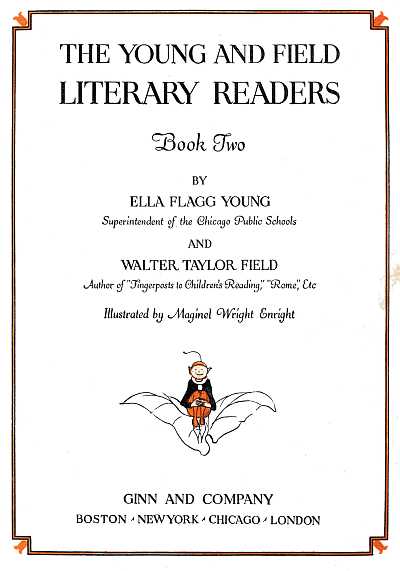 THE YOUNG AND FIELD
LITERARY READERS
Book Two
BY
ELLA FLAGG YOUNG
Superintendent of the Chicago Public Schools
AND
WALTER TAYLOR FIELD
Author of "Fingerposts to Children's Reading," "Rome", Etc
Illustrated by Maginel Wright Enright
GINN AND COMPANY
BOSTON · NEW YORK · CHICAGO · LONDON